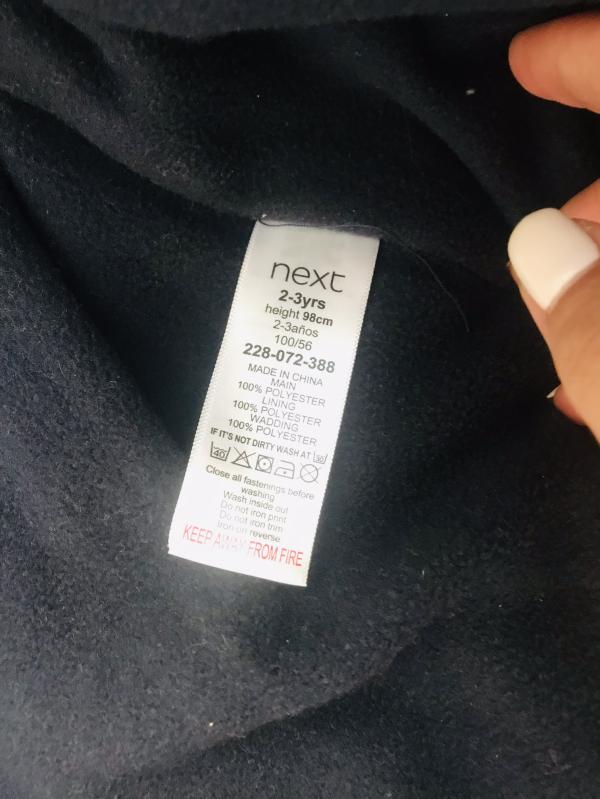 next
2-3yrs
height 98cm
2-3años
100/56
228-072-388
MADE IN CHINA
MAIN
100% POLYESTER
LINING
100% POLYESTER
WADDING
100% POLYESTER
IF IT'S NOT DIRTY WASH AT 30
40
Close all fastenings before
washing
Wash inside out
Do not iron print
Do not iron trim
Iron on reverse
KEEP AWAY FROM FIRE